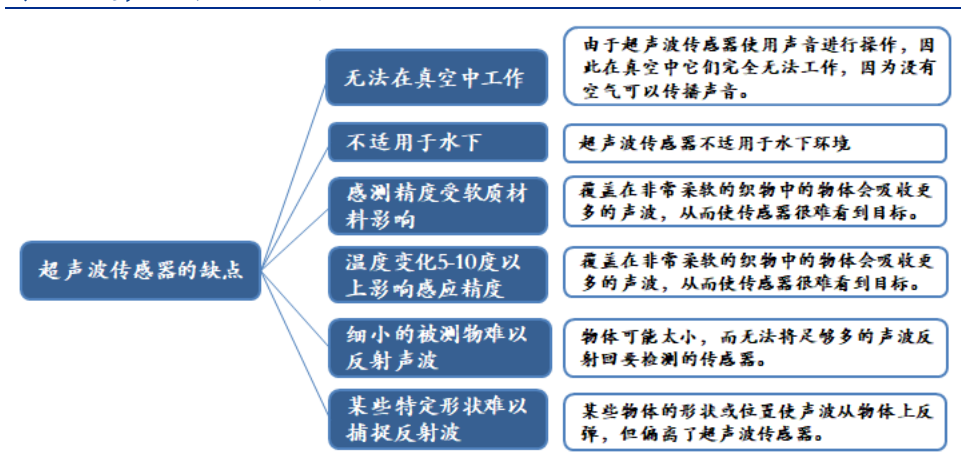 超声波传感器的缺点
无法在真空中工作
由于超声波传感器使用声音进行操作，因
此在真空中它们完全无法工作，因为没有
空气可以传播声音。
不适用于水下
超声波传感器不适用于水下环境
感测精度受软质材
料影响
覆盖在非常柔软的织物中的物体会吸收更
多的声波，从而使传感器很难看到目标。
温度变化5-10度以
上影响感应精度
覆盖在非常柔软的织物中的物体会吸收更
多的声波，从而使传感器很难看到目标。
细小的被测物难以
反射声波
物体可能太小，而无法将足够多的声波反
射回要检测的传感器。
某些特定形状难以
捕捉反射波
某些物体的形状或位置使声波从物体上反
弹，但偏离了超声波传感器。